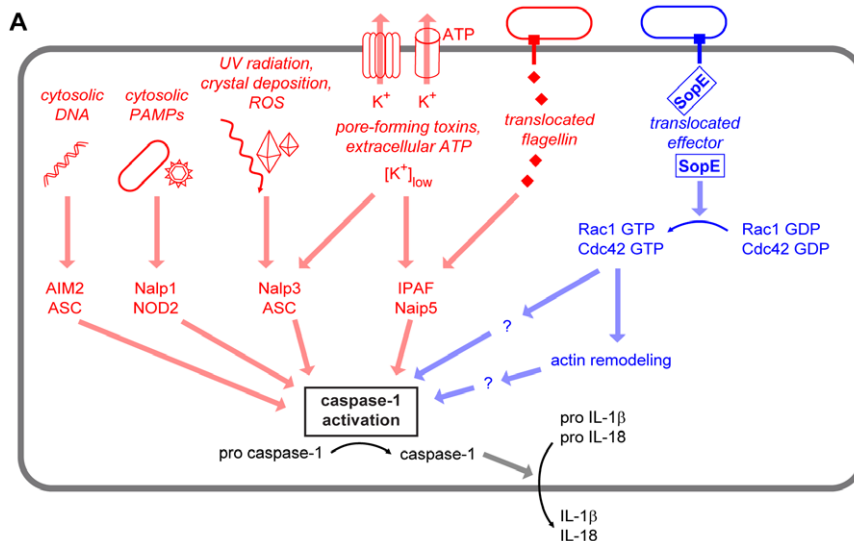 A
UV radiation,
crystal deposition,
ROS
ATP
K+
K+
cytosolic
DNA
cytosolic
PAMPs
pore-forming toxins,
extracellular ATP
[K+]low
translocated
flagellin
SopE
translocated
effector
SopE
Rac1 GTP
Cdc42 GTP
Rac1 GDP
Cdc42 GDP
AIM2
ASC
Nalp1
NOD2
Nalp3
ASC
IPAF
Naip5
?
actin remodeling
?
caspase-1
activation
pro caspase-1
caspase-1
pro IL-1β
pro IL-18
IL-1β
IL-18